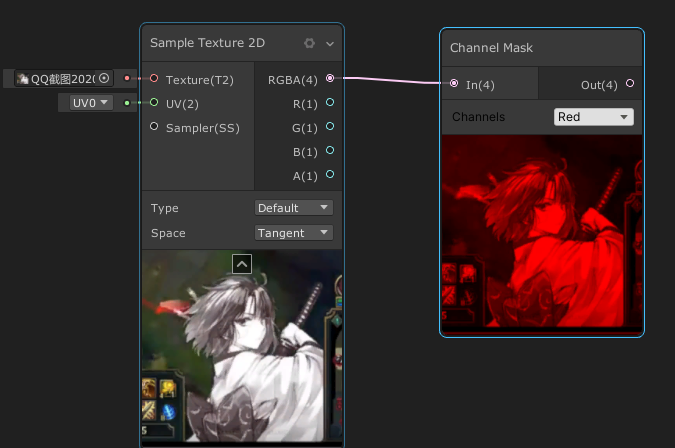 Sample Texture 2D
QQ截图202
Texture(T2)
RGBA(4)
UV0
UV(2)
R(1)
Sampler(SS)
G(1)
B(1)
A(1)
Type
Default
Space
Tangent
5
Channel Mask
In(4)
Out(4)
Channels
Red